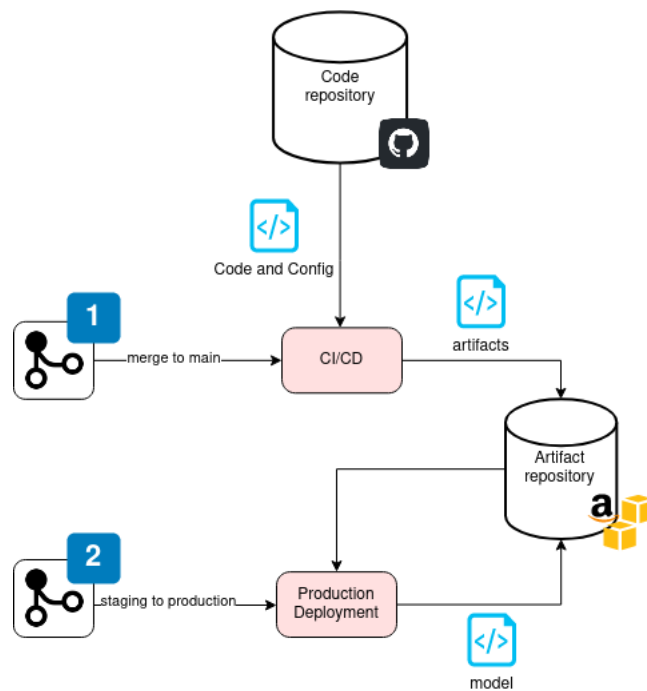 Code
repository
</>
Code and Config
1
merge to main
CI/CD
</>
artifacts
Artifact
repository
a
2
staging to production
Production
Deployment
</>
model